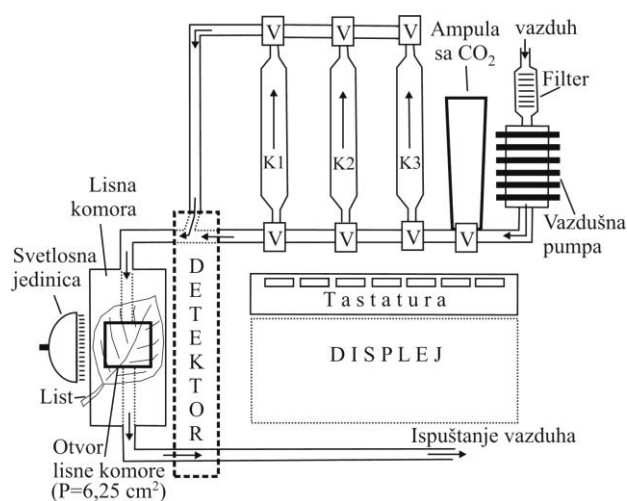 Ampula
sa CO₂
vazduh
Filter
V
V
V
K1
K2
K3
Vazdušna
pumpa
V
V
V
V
Lisna
komora
Svetlosna
jedinica
DETEKTOR
Tastatura
DISPLEJ
List
Otvor
lisne komore
(P=6,25 cm²)
Ispuštanje vazduha